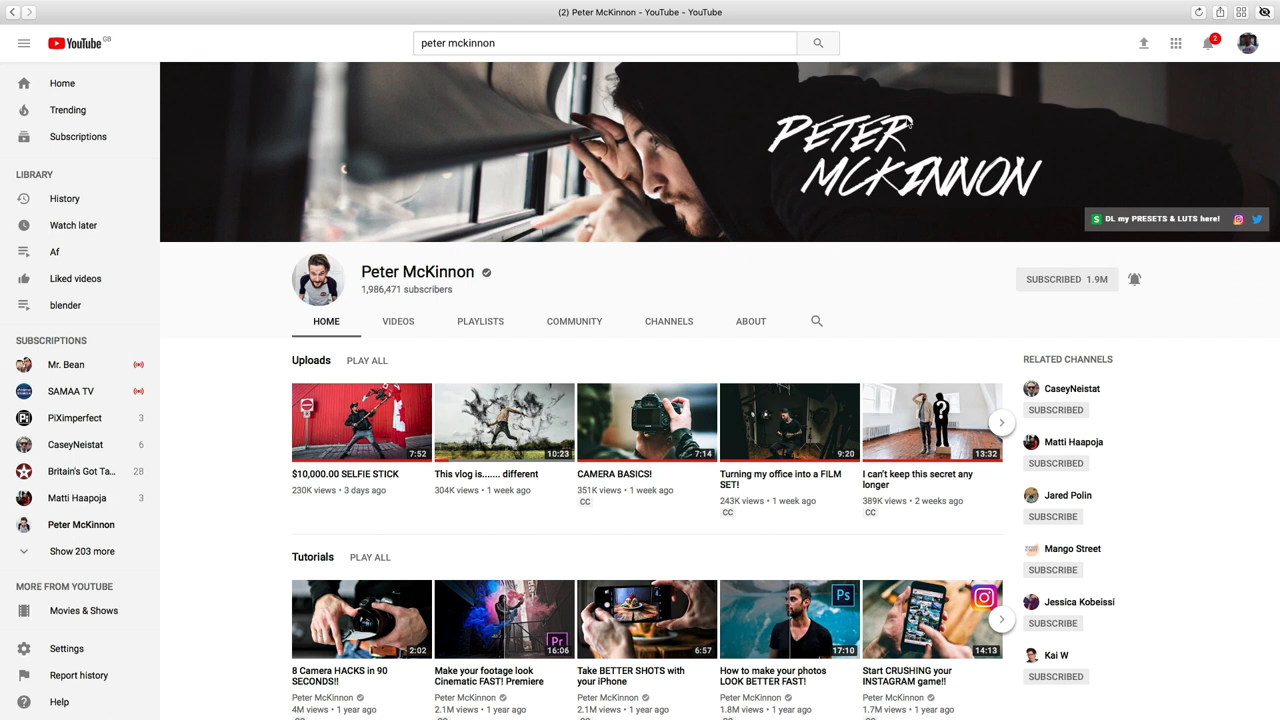 (2) Peter McKinnon - YouTube - YouTube
YouTube GB
peter mckinnon
2
Home
Trending
Subscriptions
LIBRARY
History
Watch later
Af
Liked videos
blender
SUBSCRIPTIONS
Mr. Bean
SAMAA TV
PiXimperfect 3
CaseyNeistat 6
Britain's Got Ta... 28
Matti Haapoja 3
Peter McKinnon
Show 203 more
MORE FROM YOUTUBE
Movies & Shows
Settings
Report history
Help
PETER
MCKINNON
S DL my PRESETS & LUTS here!
Peter McKinnon
1,986,471 subscribers
SUBSCRIBED 1.9M
HOME VIDEOS PLAYLISTS COMMUNITY CHANNELS ABOUT
Uploads PLAY ALL
7:52
$10,000.00 SELFIE STICK
230K views • 3 days ago
10:23
This vlog is....... different
304K views • 1 week ago
7:14
CAMERA BASICS!
351K views • 1 week ago
CC
9:20
Turning my office into a FILM
SET!
243K views • 1 week ago
CC
?
13:32
I can't keep this secret any
longer
389K views • 2 weeks ago
CC
Tutorials PLAY ALL
2:02
8 Camera HACKS in 90
SECONDS!!
Peter McKinnon
4M views • 1 year ago
Pr
16:06
Make your footage look
Cinematic FAST! Premiere
Peter McKinnon
2.1M views • 1 year ago
6:57
Take BETTER SHOTS with
your iPhone
Peter McKinnon
2.1M views • 1 year ago
Ps
17:10
How to make your photos
LOOK BETTER FAST!
Peter McKinnon
1.8M views • 1 year ago
14:13
Start CRUSHING your
INSTAGRAM game!!
Peter McKinnon
1.7M views • 1 year ago
RELATED CHANNELS
CaseyNeistat
SUBSCRIBED
Matti Haapoja
SUBSCRIBED
Jared Polin
SUBSCRIBE
Mango Street
SUBSCRIBE
Jessica Kobeissi
SUBSCRIBE
Kai W
SUBSCRIBE